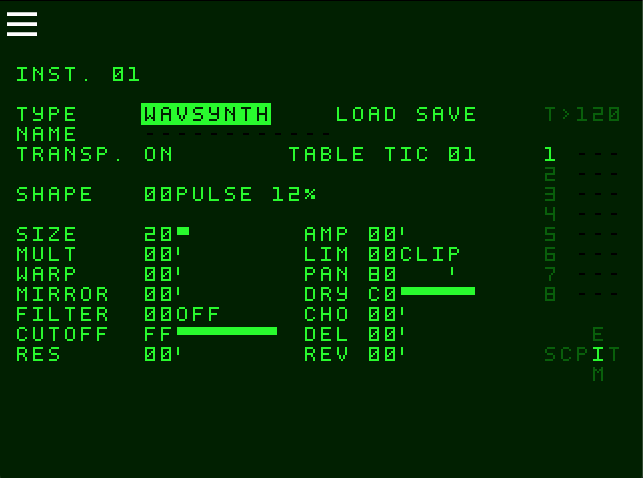 INST. 01
TYPE WAVSYNTH LOAD SAVE T>120
NAME ------------
TRANSP. ON TABLE TIC 01 1 ---
2 ---
SHAPE 00PULSE 12% 3 ---
4 ---
SIZE 20 AMP 00 5 ---
MULT 00 LIM 00CLIP 6 ---
WARP 00 PAN 80 7 ---
MIRROR 00 DRY C0 8 ---
FILTER 00OFF CHO 00
CUTOFF FF DEL 00 E
RES 00 REV 00 SCPIT
M